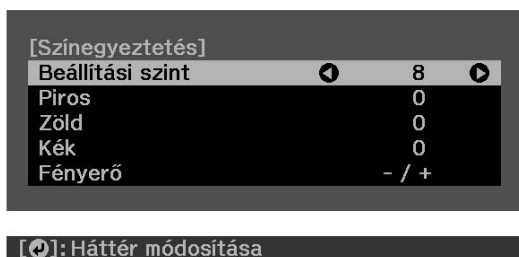 [Színegyeztetés]
Beállítási szint 8
Piros 0
Zöld 0
Kék 0
Fényerő - / +
[⏎]: Háttér módosítása